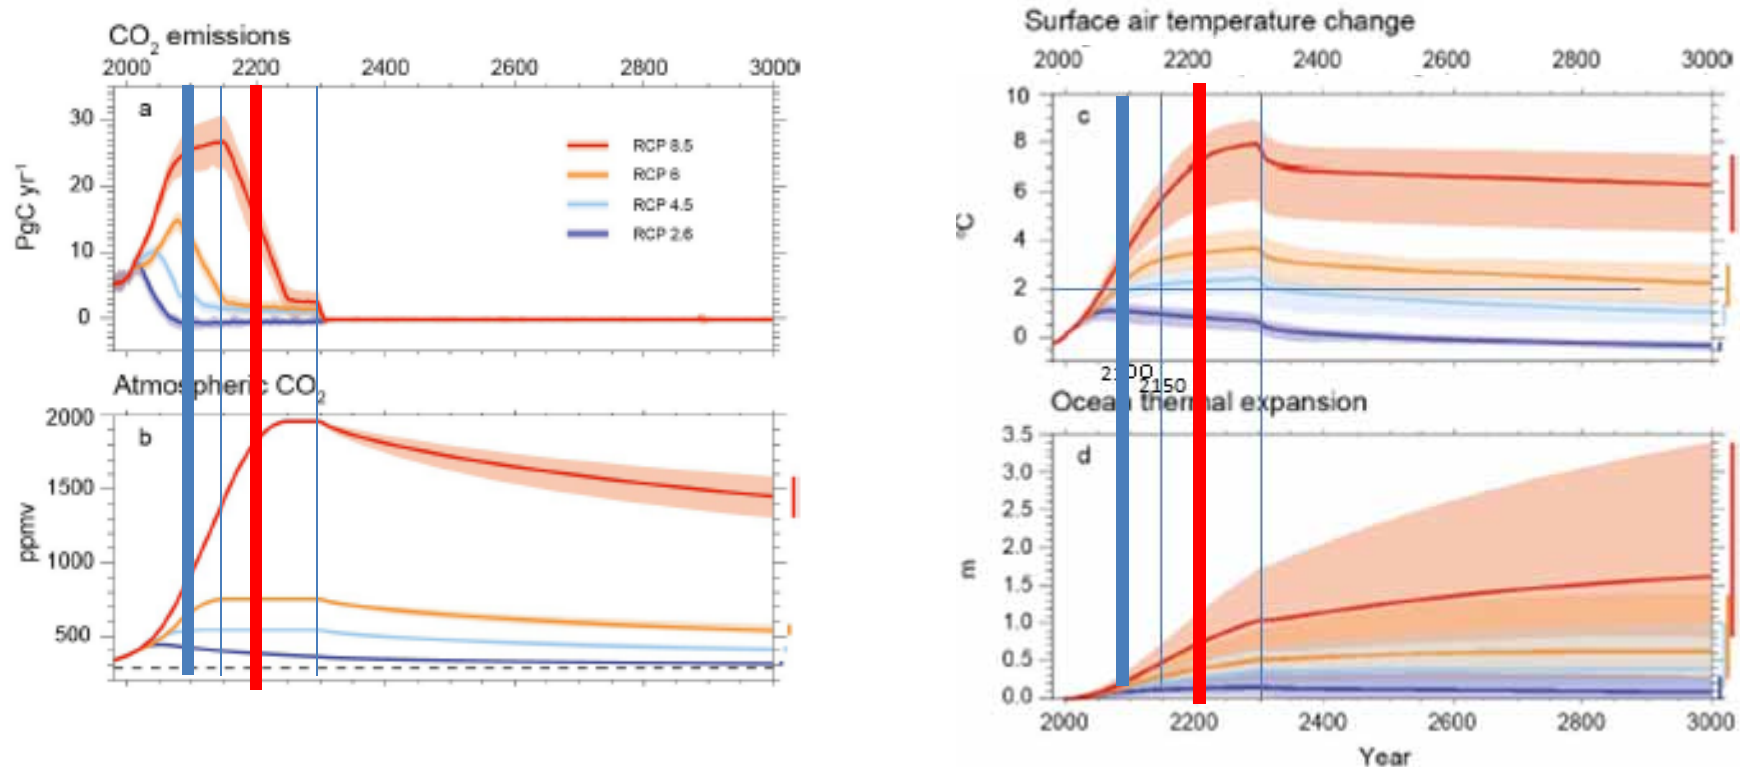 CO2 emissions
2000 2200 2400 2600 2800 3000
a
30
20
10
0
PgC yr-1
RCP 8.5
RCP 6
RCP 4.5
RCP 2.6
Atmospheric CO2
b
2000
1500
1000
500
ppmv
Surface air temperature change
2000 2200 2400 2600 2800 3000
c
10
8
6
4
2
0
°C
2100
2150
Ocean thermal expansion
d
3.5
3.0
2.5
2.0
1.5
1.0
0.5
0.0
m
2000 2200 2400 2600 2800 3000
Year